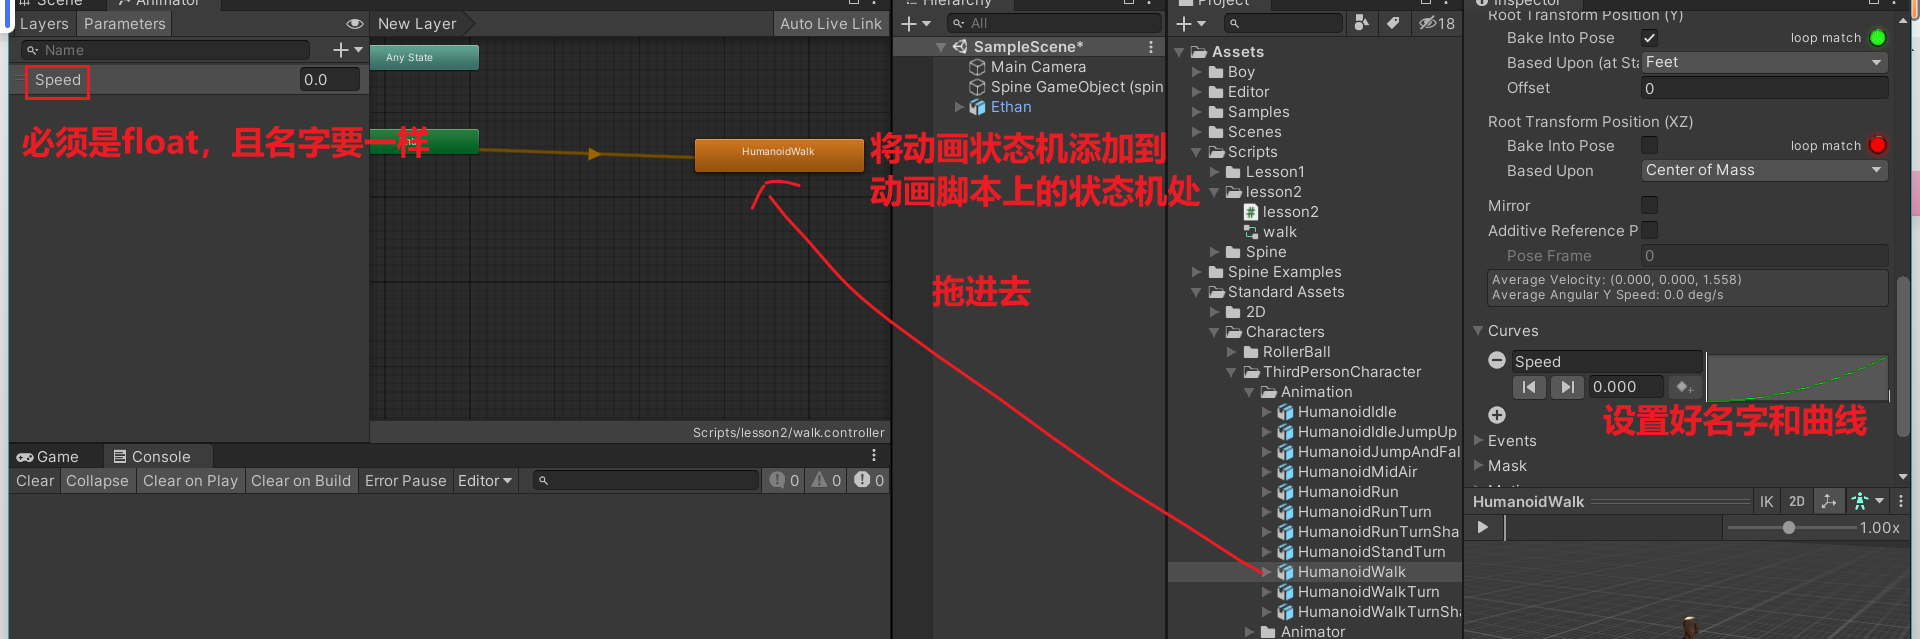 Scene
Animator
Layers
Parameters
Name
Speed
0.0
必须是float，且名字要一样
New Layer
Auto Live Link
Any State
HumanoidWalk
将动画状态机添加到
动画脚本上的状态机处
拖进去
Scripts/lesson2/walk.controller
Game
Console
Clear
Collapse
Clear on Play
Clear on Build
Error Pause
Editor
0
0
0
Hierarchy
All
SampleScene*
Main Camera
Spine GameObject (spin
Ethan
Project
18
Assets
Boy
Editor
Samples
Scenes
Scripts
Lesson1
lesson2
lesson2
walk
Spine
Spine Examples
Standard Assets
2D
Characters
RollerBall
ThirdPersonCharacter
Animation
HumanoidIdle
HumanoidIdleJumpUp
HumanoidJumpAndFal
HumanoidMidAir
HumanoidRun
HumanoidRunTurn
HumanoidRunTurnSha
HumanoidStandTurn
HumanoidWalk
HumanoidWalkTurn
HumanoidWalkTurnSha
Animator
Inspector
Root Transform Position (Y)
Bake Into Pose
loop match
Based Upon (at Sta
Feet
Offset
0
Root Transform Position (XZ)
Bake Into Pose
loop match
Based Upon
Center of Mass
Mirror
Additive Reference P
Pose Frame
0
Average Velocity: (0.000, 0.000, 1.558)
Average Angular Y Speed: 0.0 deg/s
Curves
Speed
0.000
设置好名字和曲线
Events
Mask
HumanoidWalk
IK
2D
1.00x